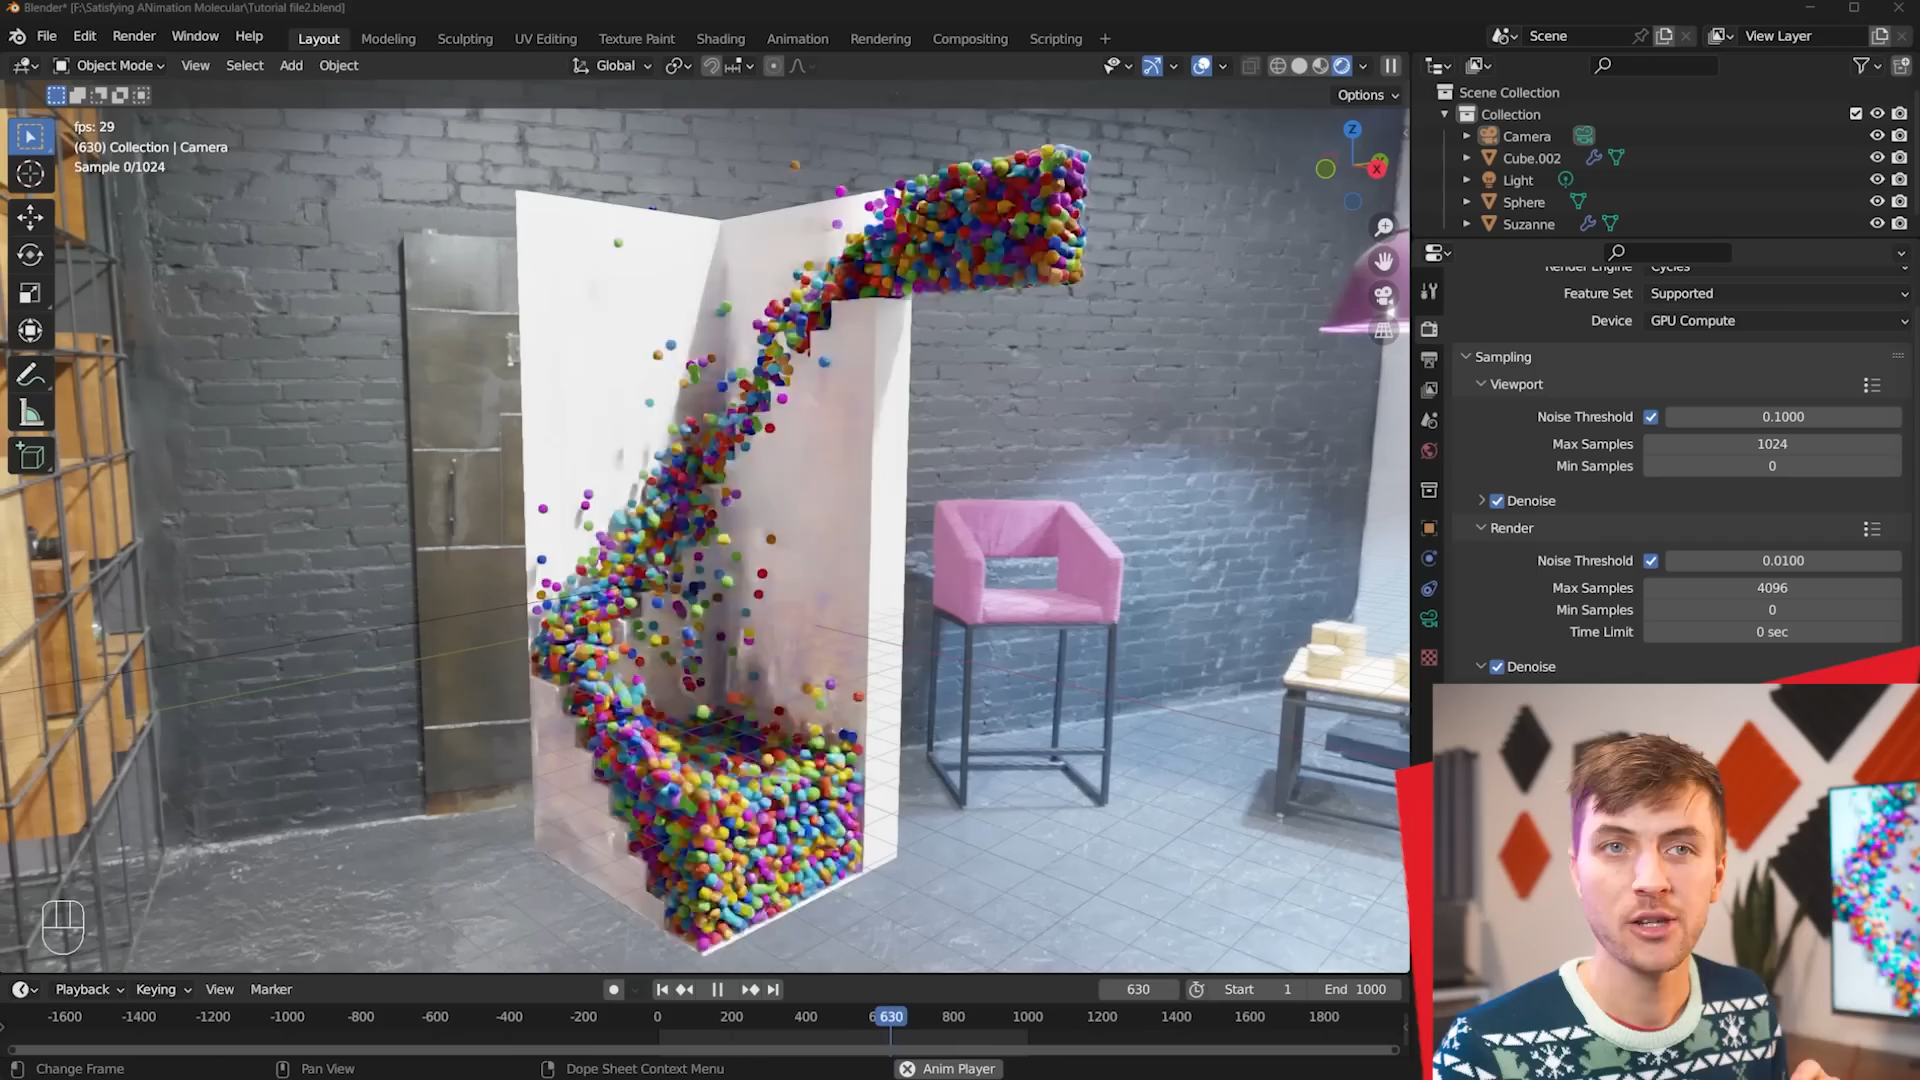 Blender* [F:\Satisfying ANimation Molecular\Tutorial file2.blend]
File Edit Render Window Help Layout Modeling Sculpting UV Editing Texture Paint Shading Animation Rendering Compositing Scripting + Scene View Layer
Object Mode View Select Add Object Global
Options
fps: 29
(630) Collection | Camera
Sample 0/1024
Z
X
Scene Collection
Collection
Camera
Cube.002
Light
Sphere
Suzanne
Render Engine Cycles
Feature Set Supported
Device GPU Compute
Sampling
Viewport
Noise Threshold 0.1000
Max Samples 1024
Min Samples 0
Denoise
Render
Noise Threshold 0.0100
Max Samples 4096
Min Samples 0
Time Limit 0 sec
Denoise
Playback Keying View Marker 630 Start 1 End 1000
-1600 -1400 -1200 -1000 -800 -600 -400 -200 0 200 400 630 800 1000 1200 1400 1600 1800
Change Frame Pan View Dope Sheet Context Menu Anim Player